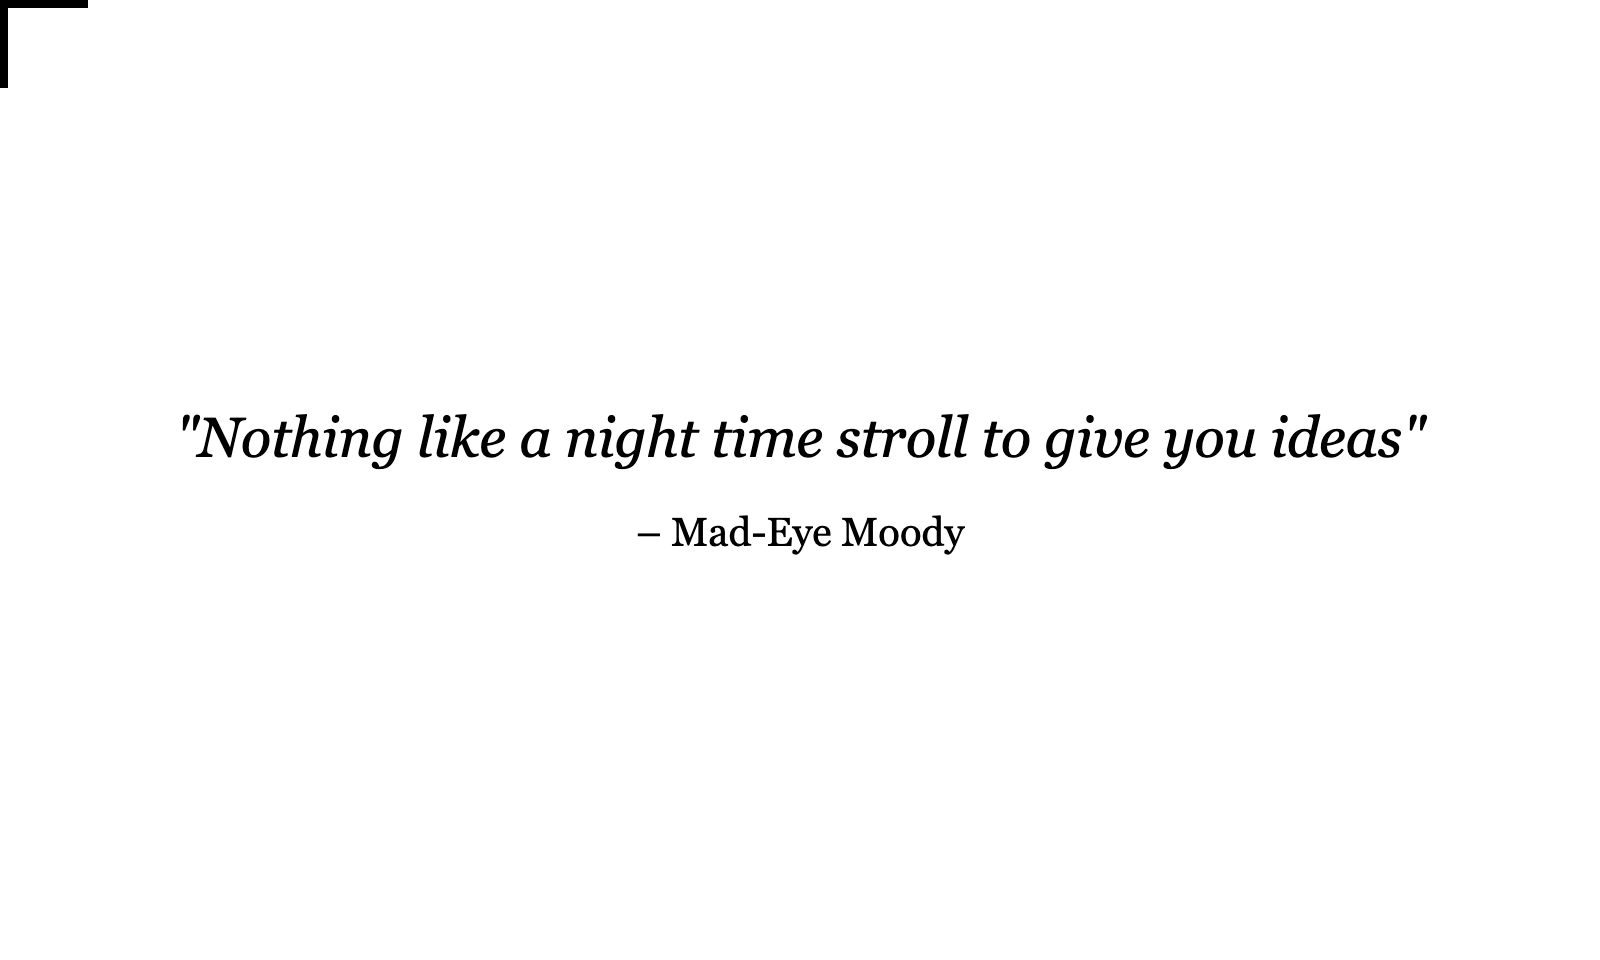 "Nothing like a night time stroll to give you ideas"
– Mad-Eye Moody